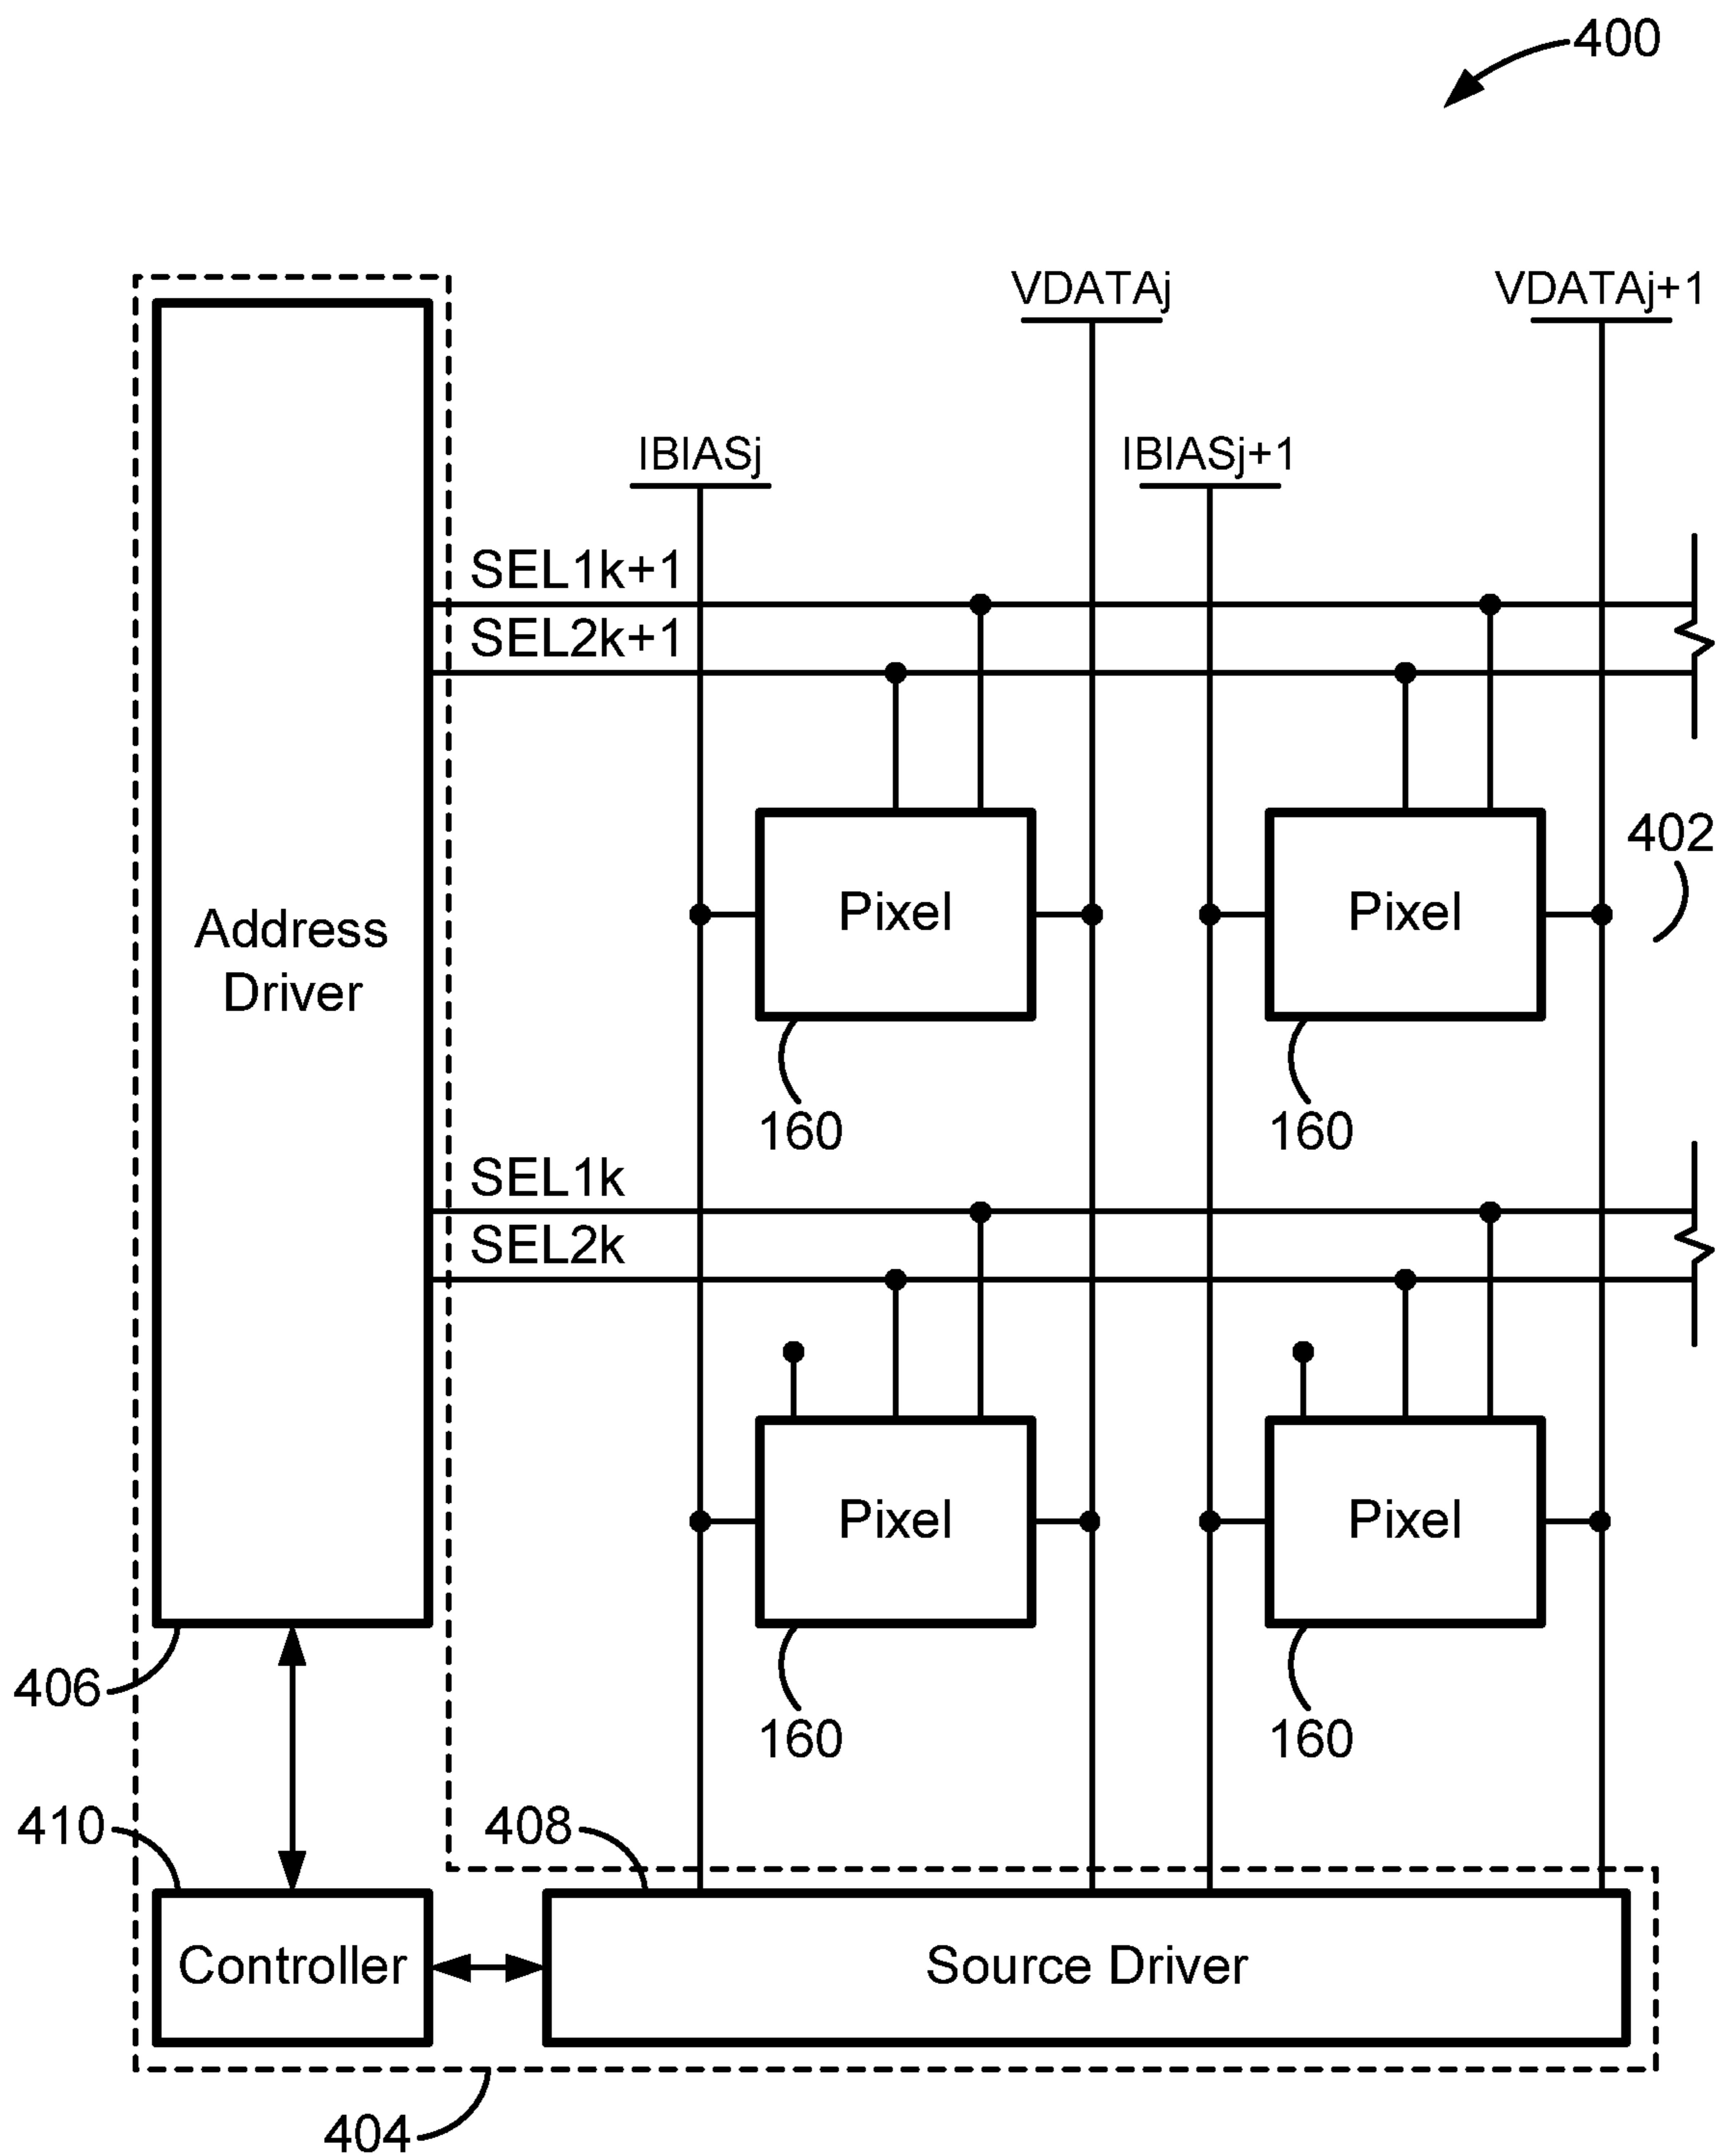 400
VDATAj
VDATAj+1
IBIASj
IBIASj+1
SEL1k+1
SEL2k+1
402
Address
Driver
Pixel
Pixel
160
160
SEL1k
SEL2k
Pixel
Pixel
406
160
160
410
408
Controller
Source Driver
404